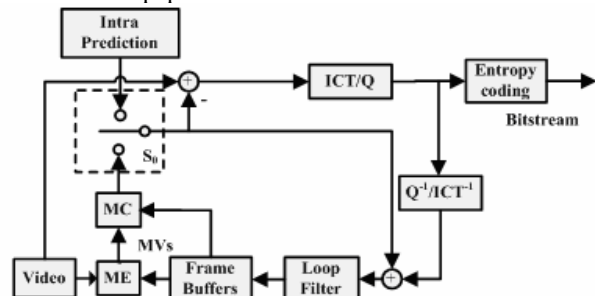 Intra
Prediction
+
ICT/Q
Entropy
coding
-
Bitstream
S₀
Q⁻¹/ICT⁻¹
MC
MVs
Video
ME
Frame
Buffers
Loop
Filter
+